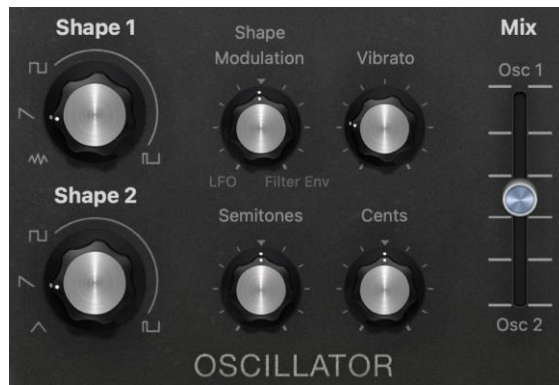 Shape 1
Shape
Modulation
Vibrato
Mix
Osc 1
LFO
Filter Env
Shape 2
Semitones
Cents
Osc 2
OSCILLATOR